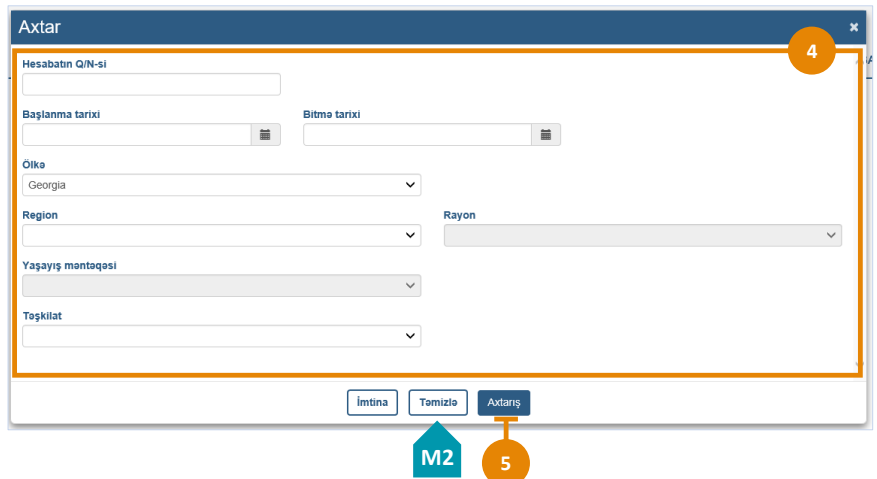 Axtar ×
4
Hesabatın Q/N-si
Başlanma tarixi Bitmə tarixi
Ölkə
Georgia
Region Rayon
Yaşayış məntəqəsi
Təşkilat
İmtina Təmizlə Axtarış
M2 5